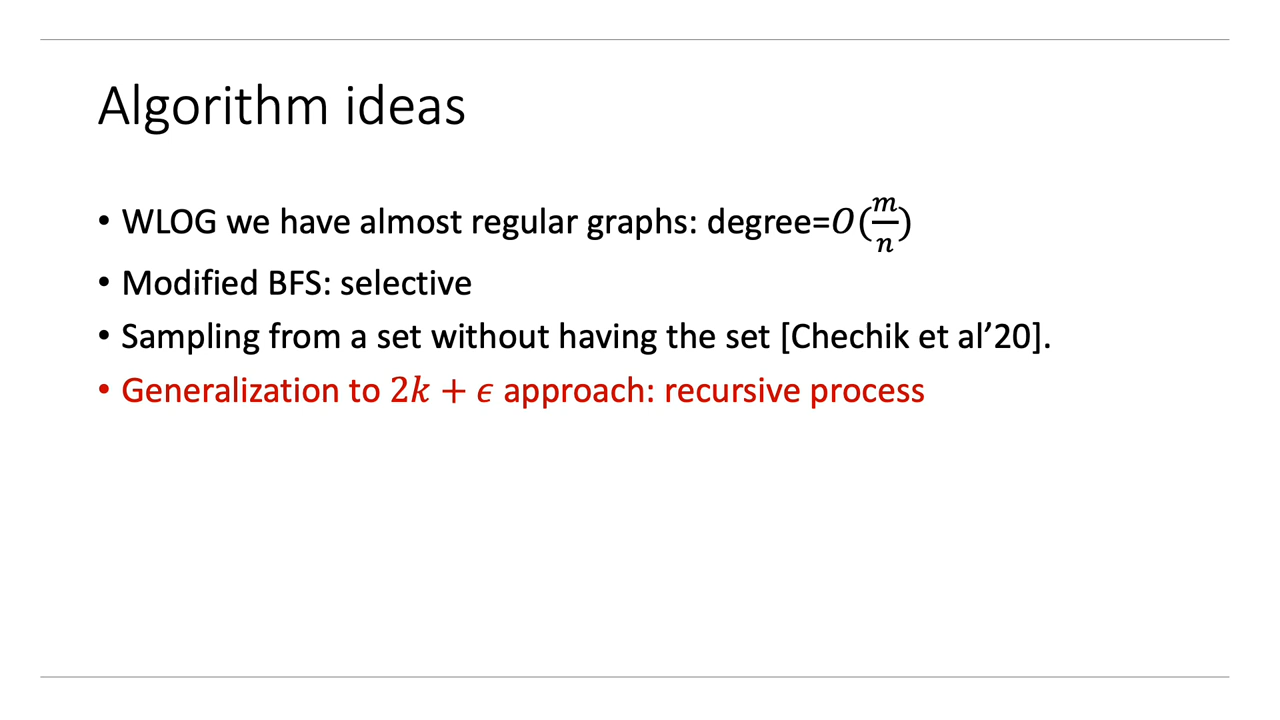 Algorithm ideas
• WLOG we have almost regular graphs: degree=𝑂(𝑚/𝑛)
• Modified BFS: selective
• Sampling from a set without having the set [Chechik et al’20].
• Generalization to 2𝑘 + 𝜖 approach: recursive process